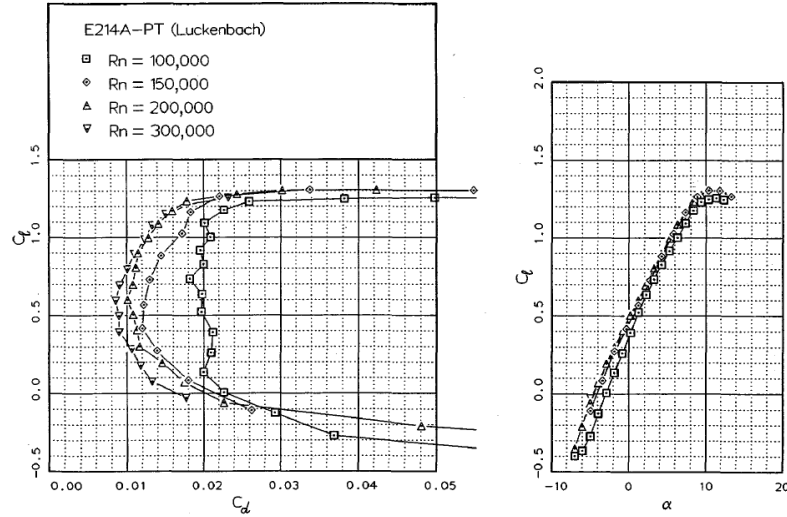 E214A-PT (Luckenbach)
Rn = 100,000
Rn = 150,000
Rn = 200,000
Rn = 300,000
1.5
1.0
0.5
0.0
-0.5
Cℓ
0.00 0.01 0.02 0.03 0.04 0.05
Cd
2.0
1.5
1.0
0.5
0.0
-0.5
Cℓ
-10 0 10 20
α